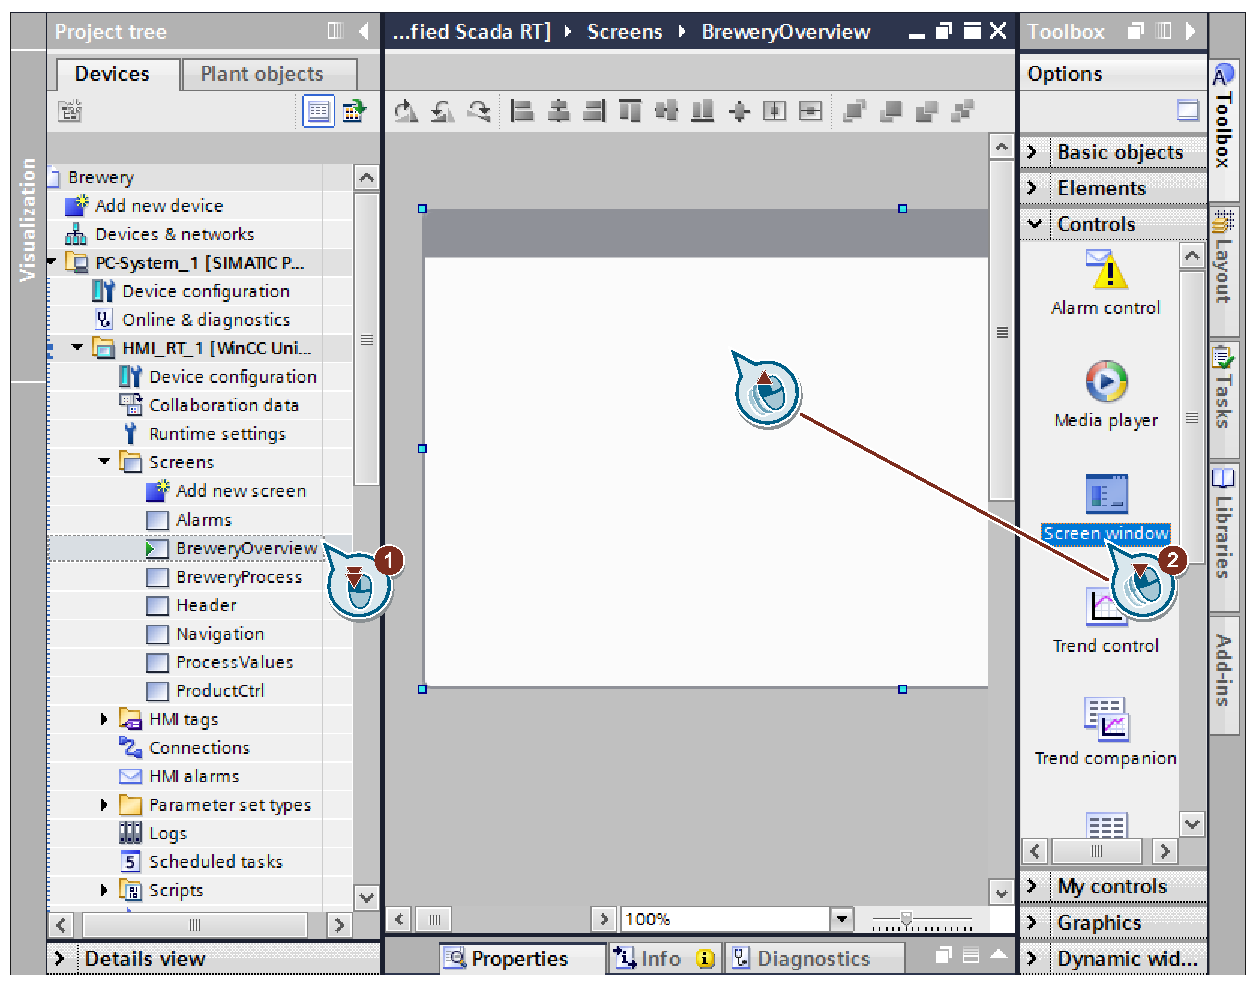 Project tree
Devices
Plant objects
Visualization
Brewery
Add new device
Devices & networks
PC-System_1 [SIMATIC P...
Device configuration
Online & diagnostics
HMI_RT_1 [WinCC Uni...
Device configuration
Collaboration data
Runtime settings
Screens
Add new screen
Alarms
BreweryOverview
BreweryProcess
Header
Navigation
ProcessValues
ProductCtrl
HMI tags
Connections
HMI alarms
Parameter set types
Logs
5 Scheduled tasks
Scripts
Details view
1
...fied Scada RT] Screens BreweryOverview
100%
Properties
Info
Diagnostics
Toolbox
Options
Basic objects
Elements
Controls
Alarm control
Media player
Screen window
2
Trend control
Trend companion
My controls
Graphics
Dynamic wid...
Toolbox
Layout
Tasks
Libraries
Add-ins